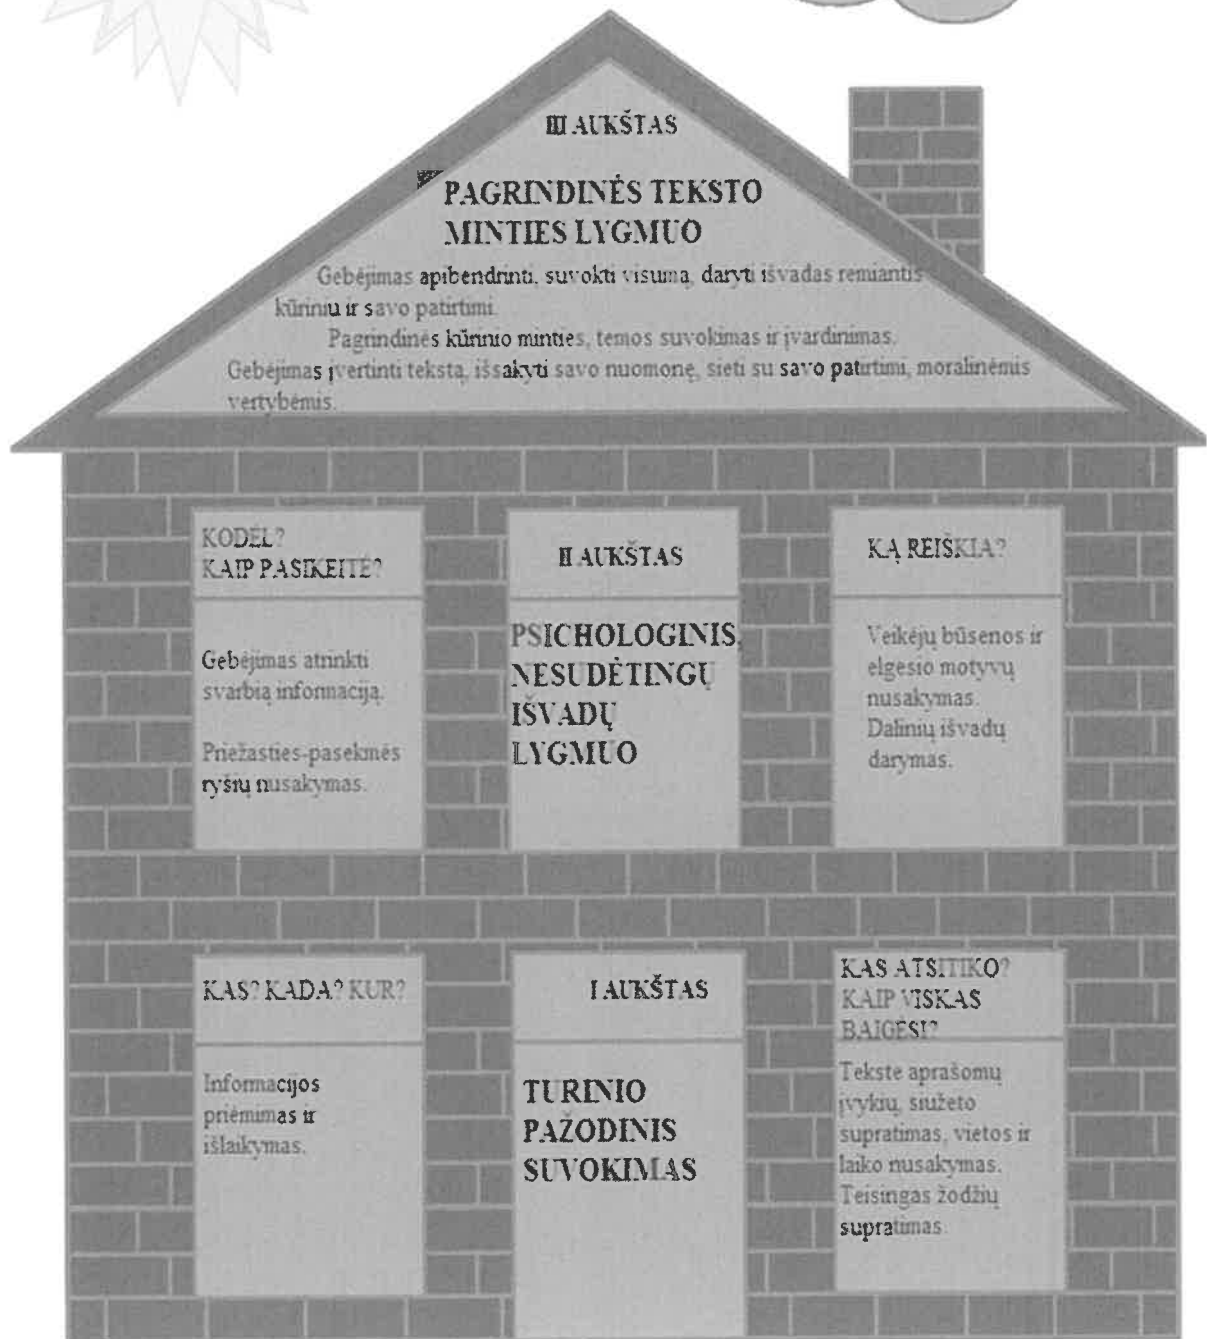 III AUKŠTAS
PAGRINDINĖS TEKSTO
MINTIES LYGMUO
Gebėjimas apibendrinti, suvokti visumą, daryti išvadas remiantis
kūriniu ir savo patirtimi.
Pagrindinės kūrinio minties, temos suvokimas ir įvardinimas.
Gebėjimas įvertinti tekstą, išsakyti savo nuomonę, sieti su savo patirtimi, moralinėmis
vertybėmis.
KODĖL?
KAIP PASIKEITĖ?
Gebėjimas atrinkti
svarbią informaciją.
Priežasties-pasekmės
ryšių nusakymas.
II AUKŠTAS
PSICHOLOGINIS,
NESUDĖTINGŲ
IŠVADŲ
LYGMUO
KĄ REIŠKIA?
Veikėjų būsenos ir
elgesio motyvų
nusakymas.
Dalinių išvadų
darymas.
KAS? KADA? KUR?
Informacijos
priėmimas ir
išlaikymas.
I AUKŠTAS
TURINIO
PAŽODINIS
SUVOKIMAS
KAS ATSITIKO?
KAIP VISKAS
BAIGĖSI?
Tekste aprašomų
įvykių, siužeto
supratimas, vietos ir
laiko nusakymas.
Teisingas žodžių
supratimas.